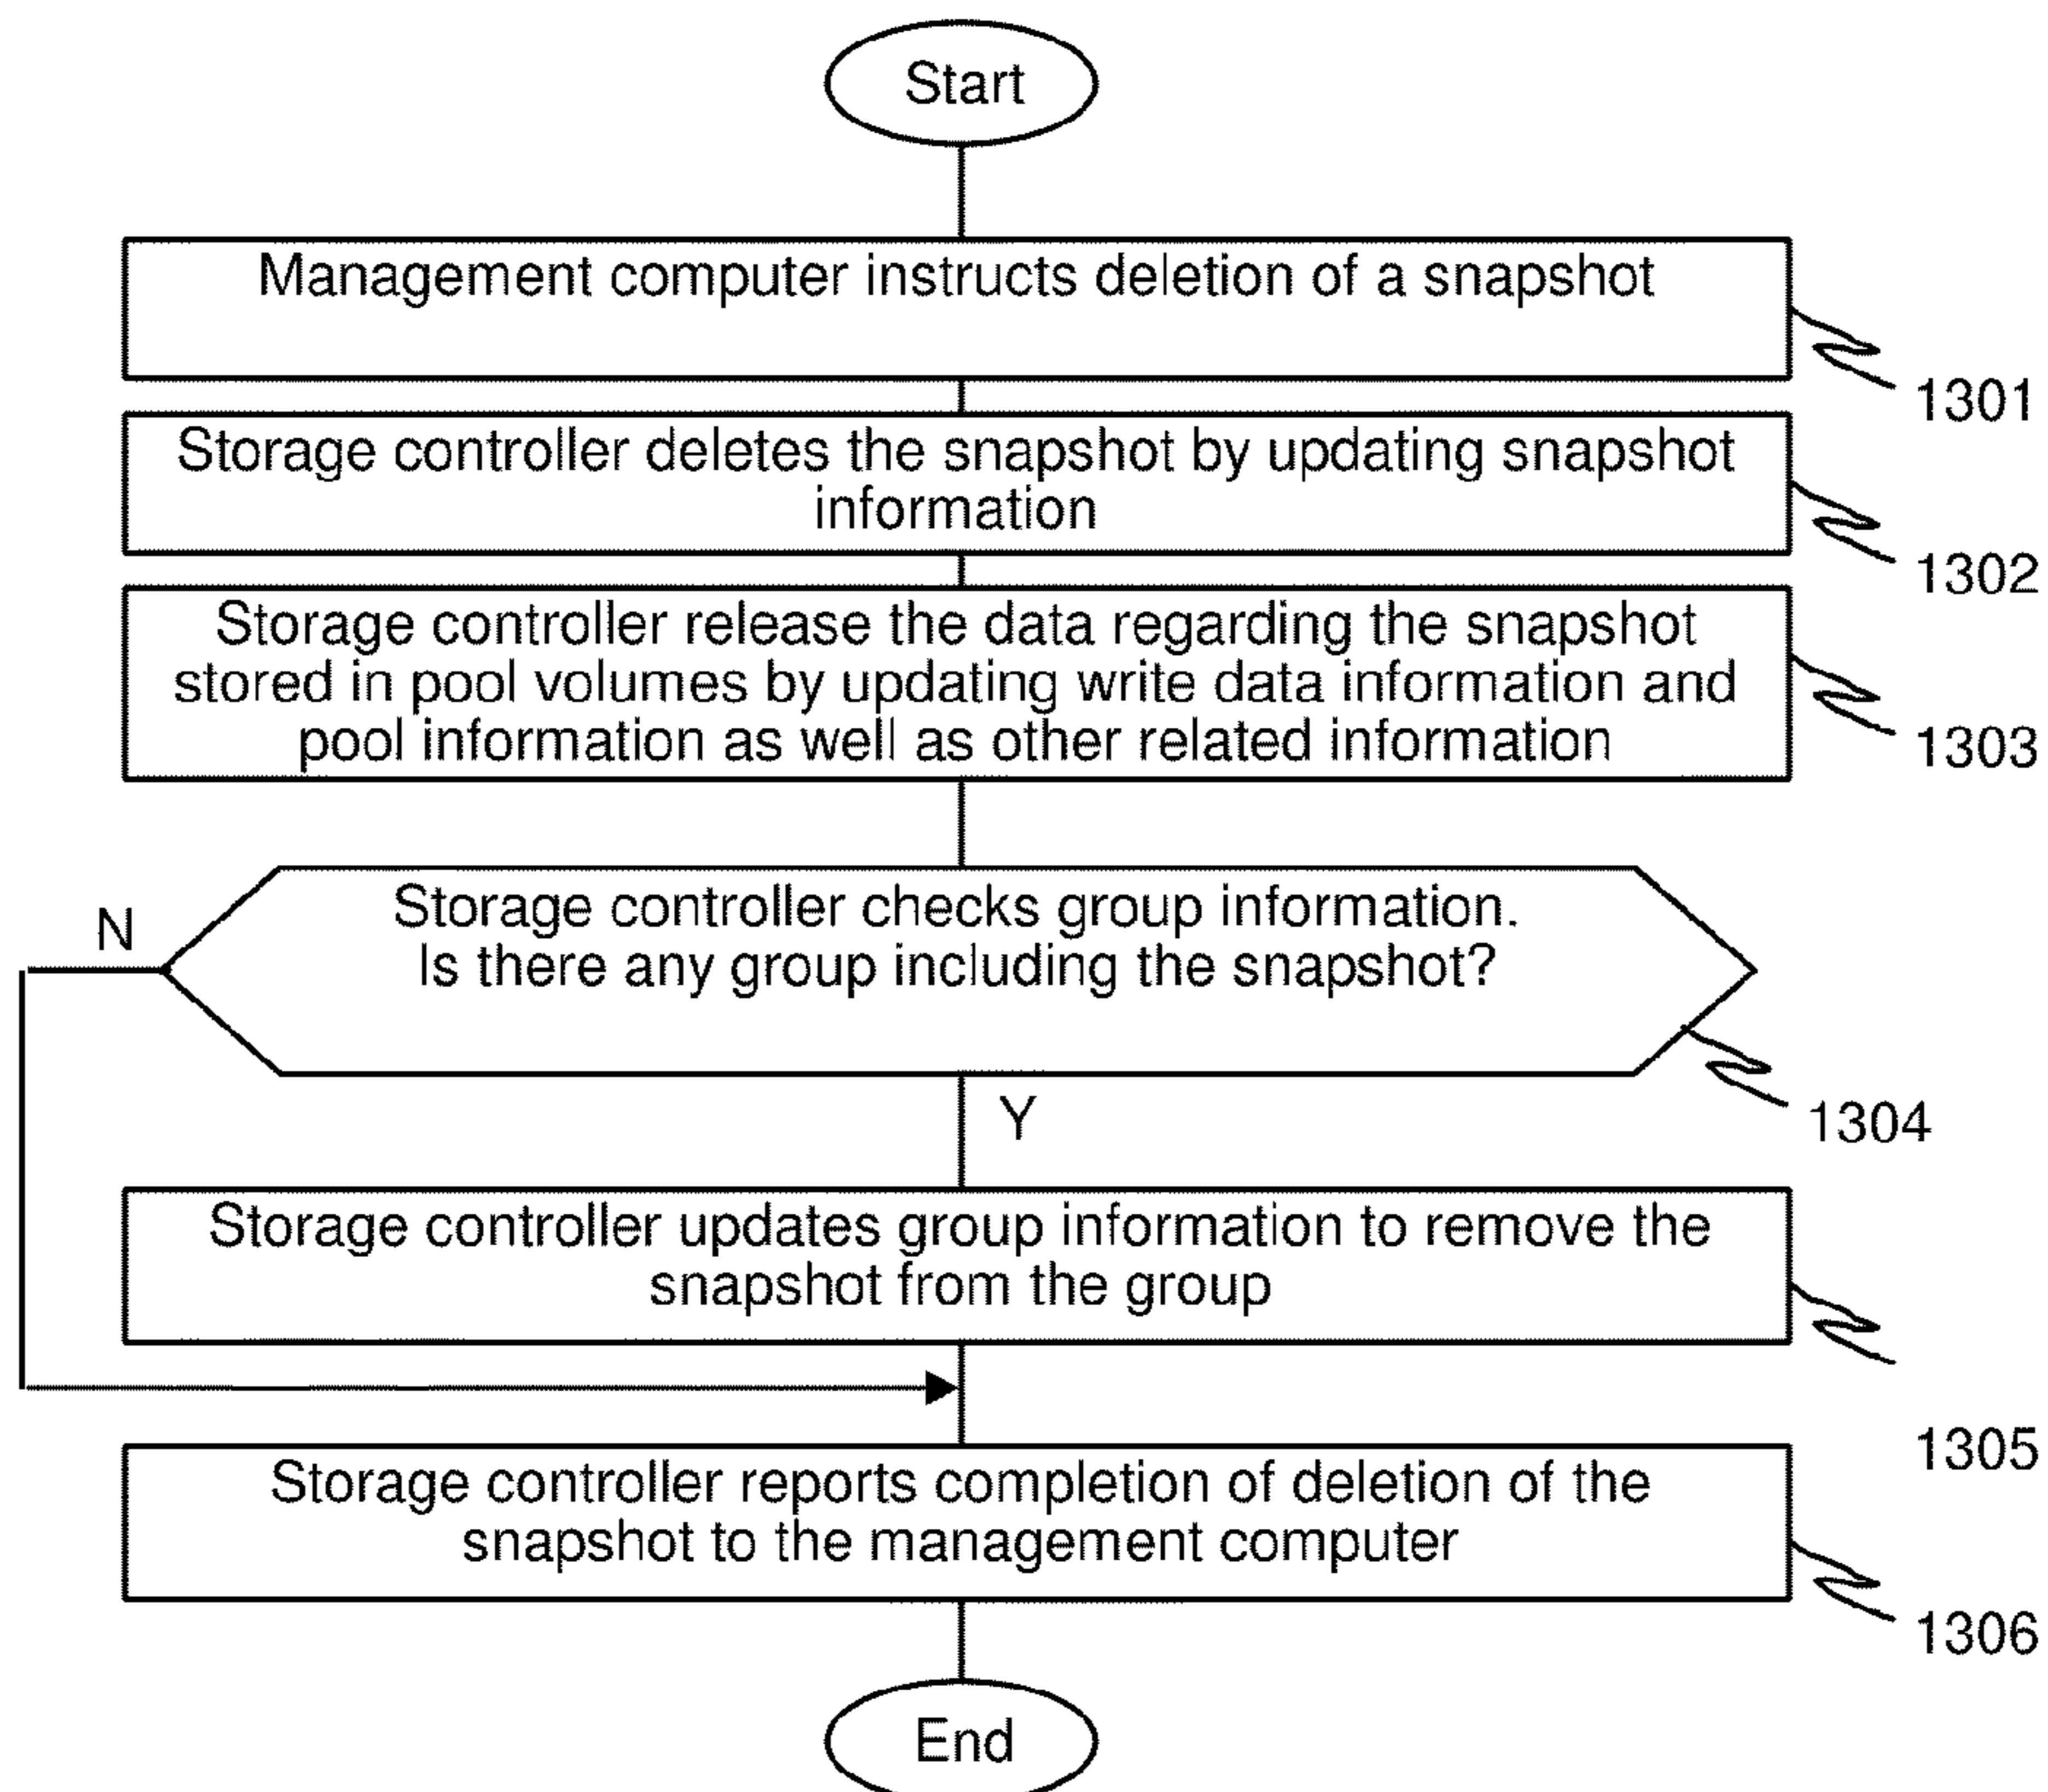 Start
Management computer instructs deletion of a snapshot
1301
Storage controller deletes the snapshot by updating snapshot
information
1302
Storage controller release the data regarding the snapshot
stored in pool volumes by updating write data information and
pool information as well as other related information
1303
Storage controller checks group information.
Is there any group including the snapshot?
N
1304
Y
Storage controller updates group information to remove the
snapshot from the group
1305
Storage controller reports completion of deletion of the
snapshot to the management computer
1306
End